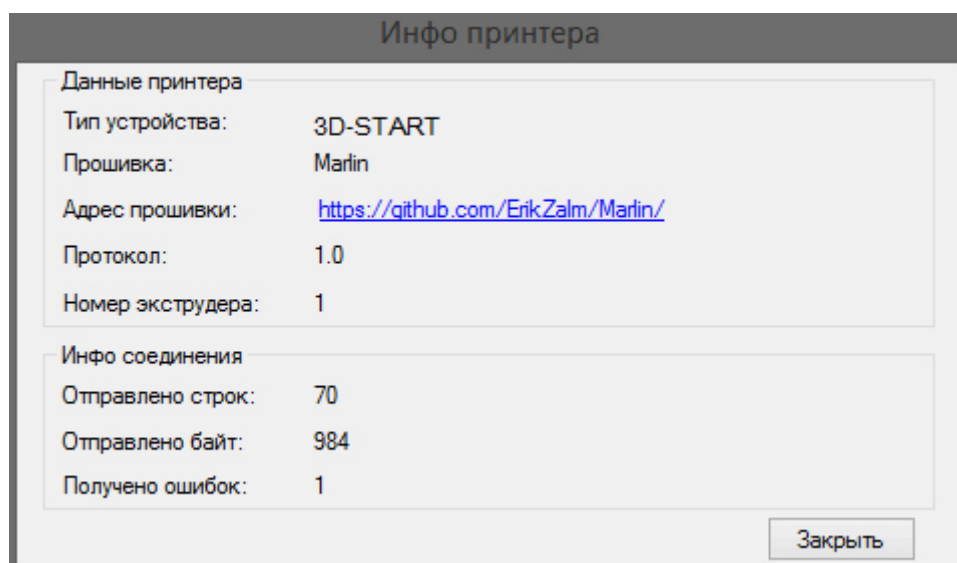 Инфо принтера
Данные принтера
Тип устройства: 3D-START
Прошивка: Marlin
Адрес прошивки: https://github.com/ErikZalm/Marlin/
Протокол: 1.0
Номер экструдера: 1
Инфо соединения
Отправлено строк: 70
Отправлено байт: 984
Получено ошибок: 1
Закрыть